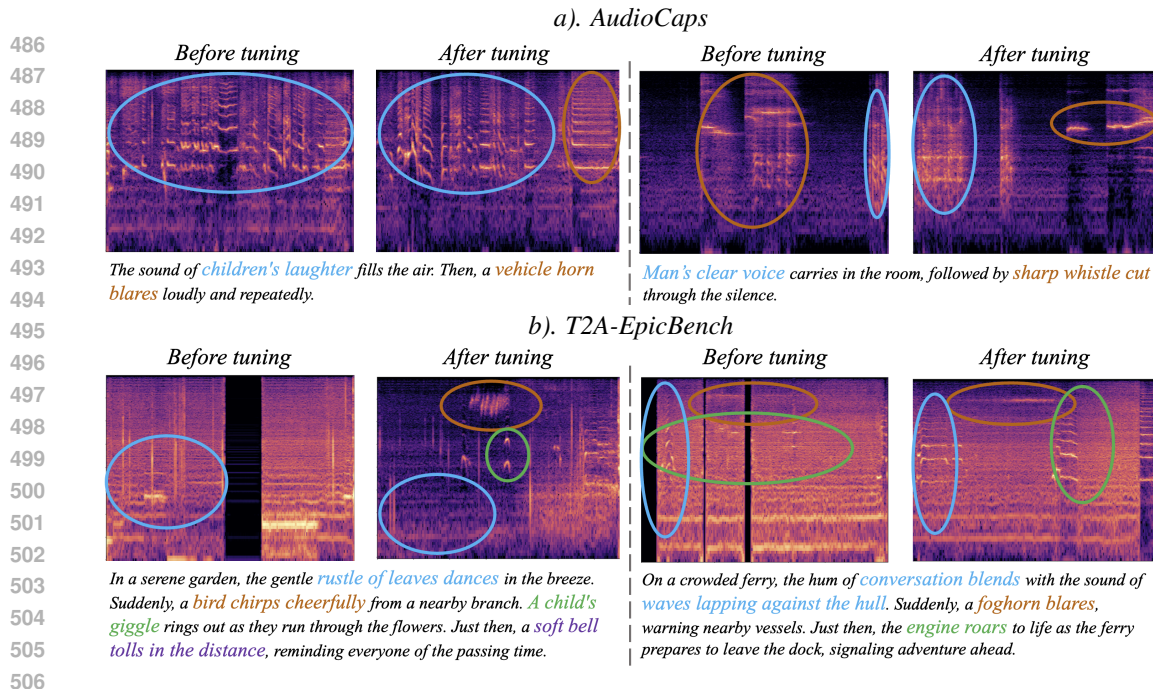 a). AudioCaps
486
Before tuning After tuning Before tuning After tuning
487
488
489
490
491
492
493
The sound of children's laughter fills the air. Then, a vehicle horn
blares loudly and repeatedly.
Man's clear voice carries in the room, followed by sharp whistle cut
through the silence.
494
495
b). T2A-EpicBench
496
Before tuning After tuning Before tuning After tuning
497
498
499
500
501
502
503
In a serene garden, the gentle rustle of leaves dances in the breeze.
Suddenly, a bird chirps cheerfully from a nearby branch. A child's
giggle rings out as they run through the flowers. Just then, a soft bell
tolls in the distance, reminding everyone of the passing time.
On a crowded ferry, the hum of conversation blends with the sound of
waves lapping against the hull. Suddenly, a foghorn blares,
warning nearby vessels. Just then, the engine roars to life as the ferry
prepares to leave the dock, signaling adventure ahead.
504
505
506